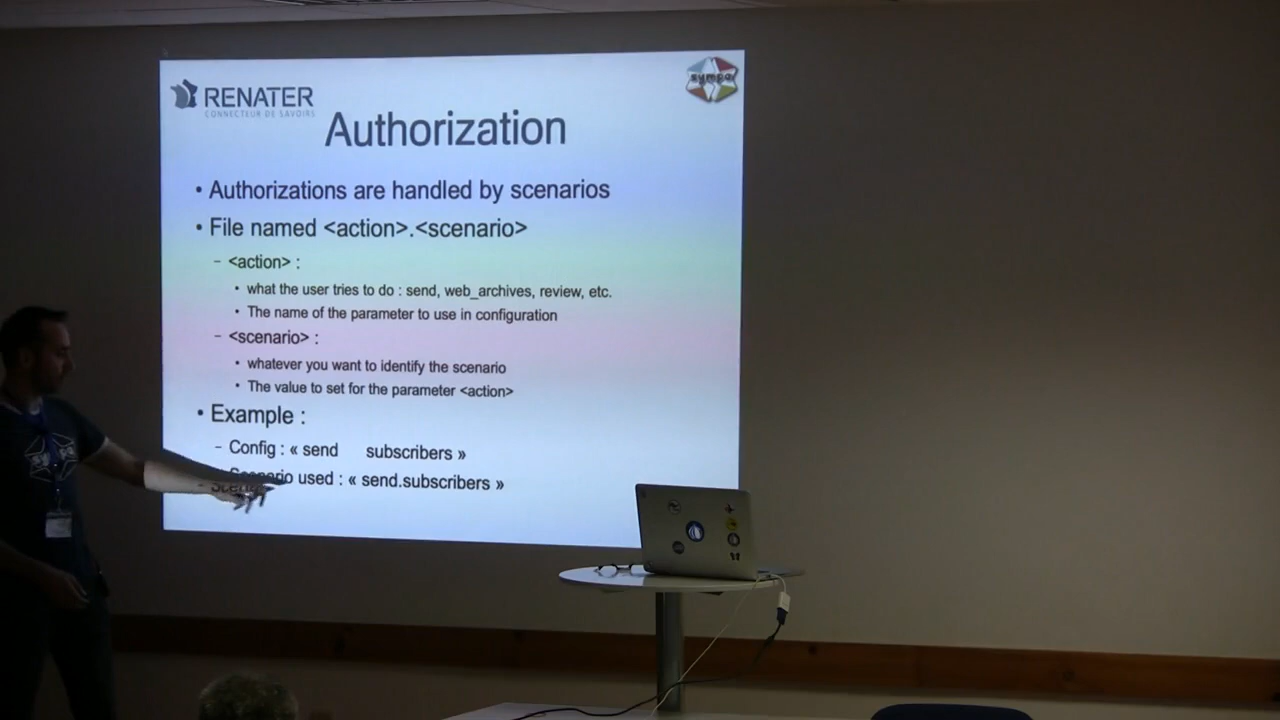 RENATER
CONNECTEUR DE SAVOIRS
sympa
Authorization
• Authorizations are handled by scenarios
• File named <action>.<scenario>
– <action> :
• what the user tries to do : send, web_archives, review, etc.
• The name of the parameter to use in configuration
– <scenario> :
• whatever you want to identify the scenario
• The value to set for the parameter <action>
• Example :
– Config : « send subscribers »
– Scenario used : « send.subscribers »